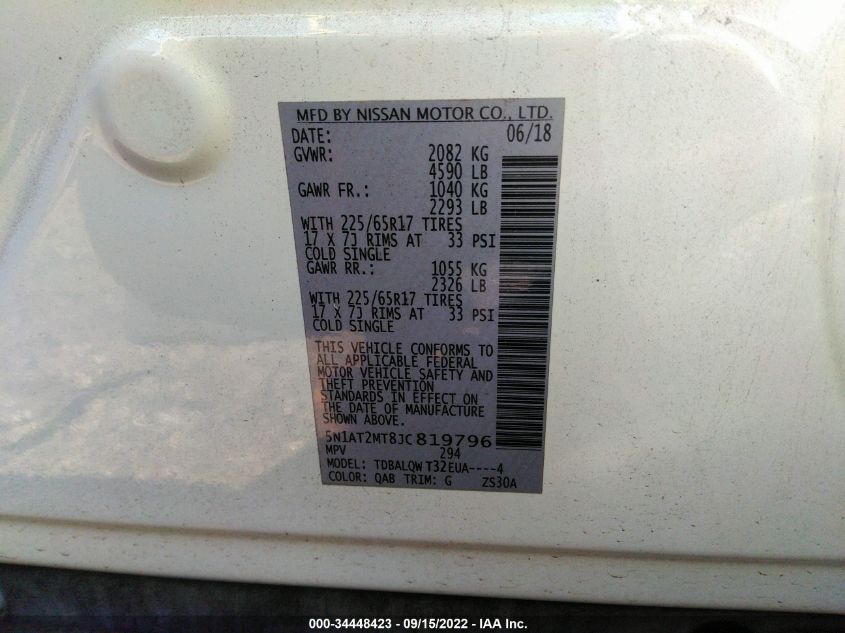 MFD BY NISSAN MOTOR CO., LTD.
DATE: 06/18
GVWR: 2082 KG
4590 LB
GAWR FR.: 1040 KG
2293 LB
WITH 225/65R17 TIRES
17 X 7J RIMS AT 33 PSI
COLD SINGLE
GAWR RR.: 1055 KG
2326 LB
WITH 225/65R17 TIRES
17 X 7J RIMS AT 33 PSI
COLD SINGLE
THIS VEHICLE CONFORMS TO
ALL APPLICABLE FEDERAL
MOTOR VEHICLE SAFETY AND
THEFT PREVENTION
STANDARDS IN EFFECT ON
THE DATE OF MANUFACTURE
SHOWN ABOVE.
5N1AT2MT8JC819796
MPV 294
MODEL: TDBALQW T32EUA----4
COLOR: QAB TRIM: G ZS30A
000-34448423 - 09/15/2022 - IAA Inc.